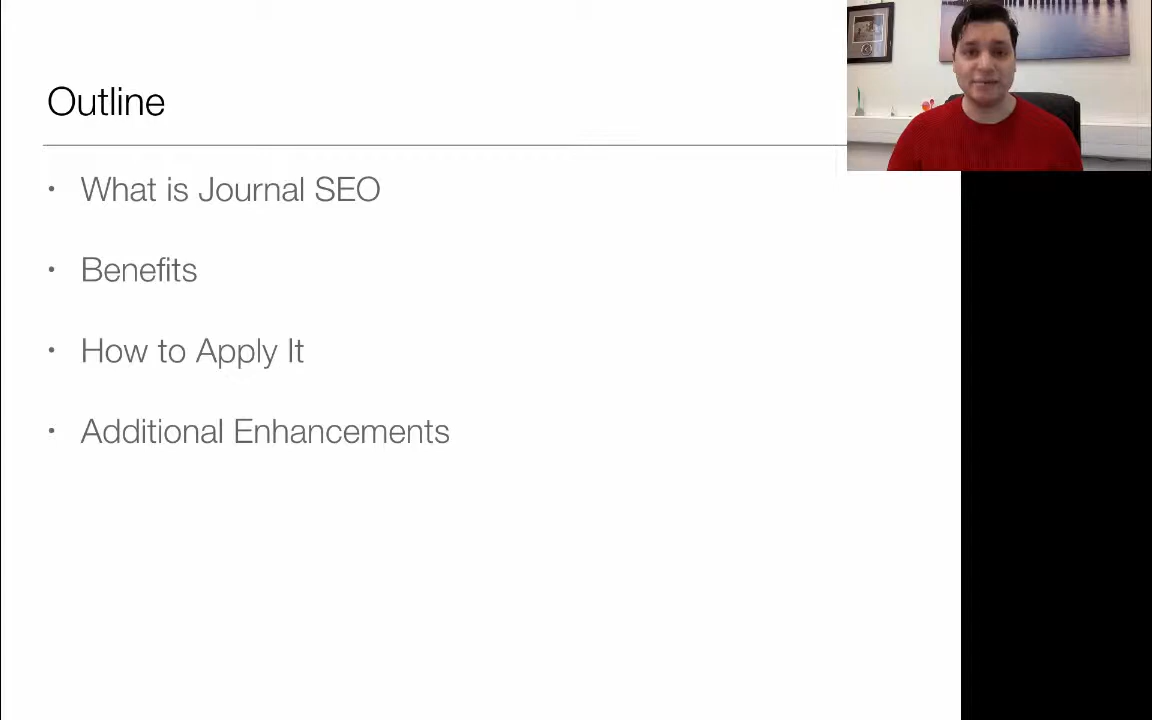 Outline
• What is Journal SEO
• Benefits
• How to Apply It
• Additional Enhancements